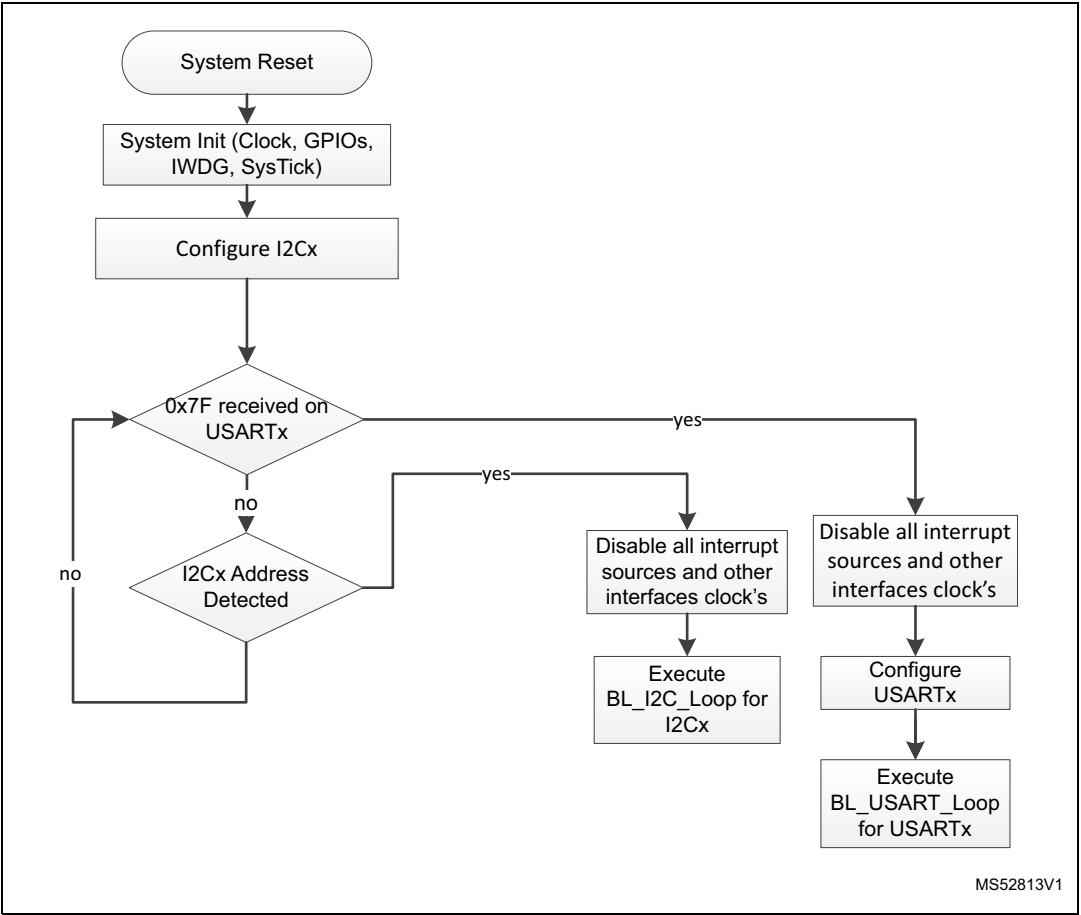 System Reset
System Init (Clock, GPIOs,
IWDG, SysTick)
Configure I2Cx
0x7F received on
USARTx
yes
no
yes
I2Cx Address
Detected
no
Disable all interrupt
sources and other
interfaces clock's
Execute
BL_I2C_Loop for
I2Cx
Disable all interrupt
sources and other
interfaces clock's
Configure
USARTx
Execute
BL_USART_Loop
for USARTx
MS52813V1